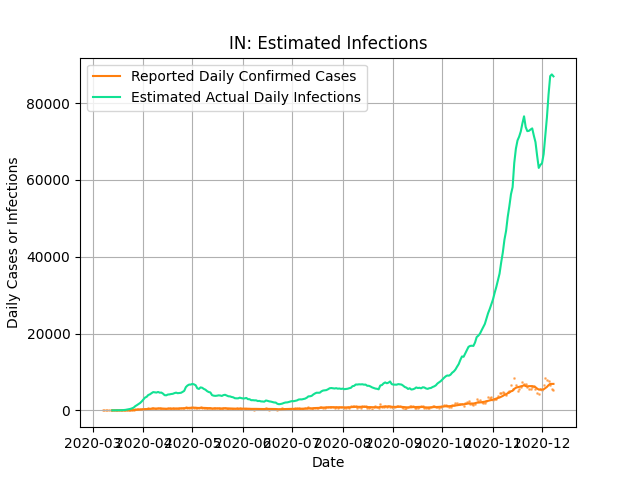 IN: Estimated Infections
Reported Daily Confirmed Cases
Estimated Actual Daily Infections
Daily Cases or Infections
80000
60000
40000
20000
0
2020-03 2020-04 2020-05 2020-06 2020-07 2020-08 2020-09 2020-10 2020-11 2020-12
Date